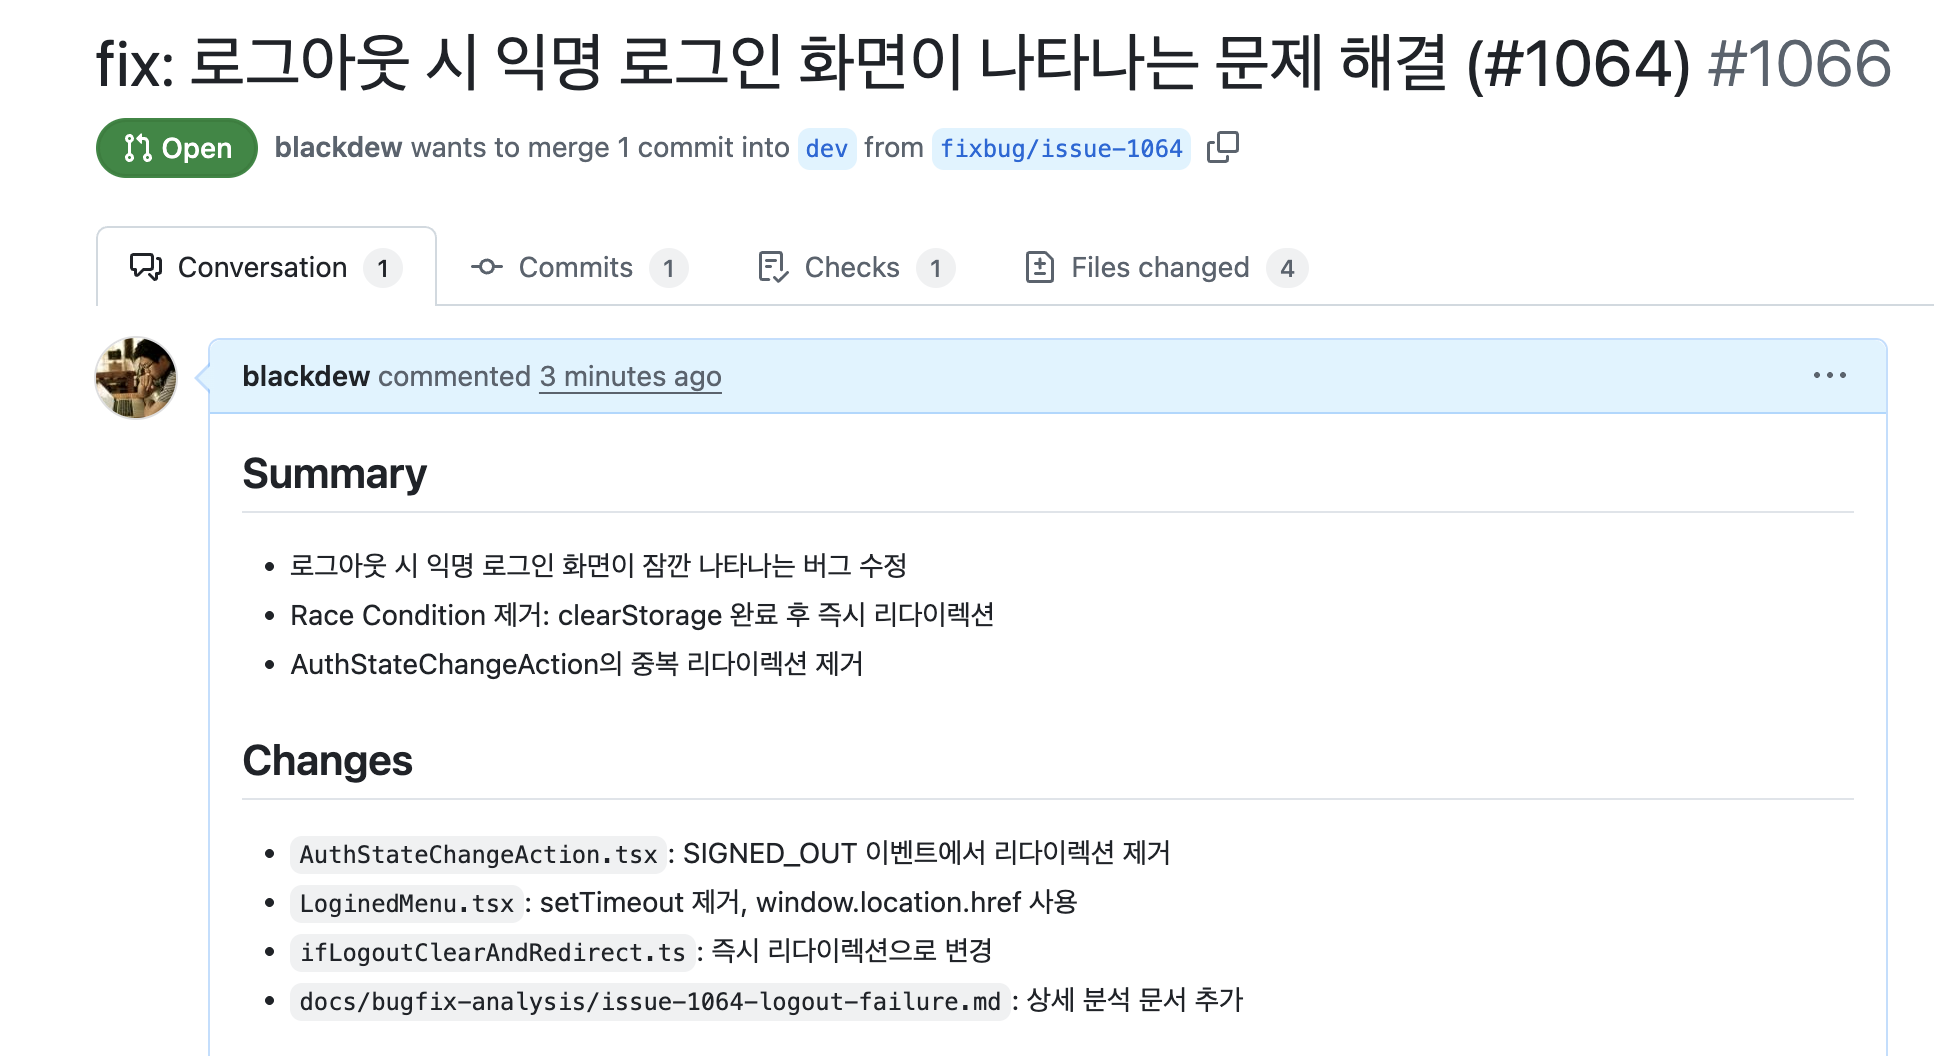 fix: 로그아웃 시 익명 로그인 화면이 나타나는 문제 해결 (#1064) #1066
Open blackdew wants to merge 1 commit into dev from fixbug/issue-1064
Conversation 1 Commits 1 Checks 1 Files changed 4
blackdew commented 3 minutes ago
Summary
로그아웃 시 익명 로그인 화면이 잠깐 나타나는 버그 수정
Race Condition 제거: clearStorage 완료 후 즉시 리다이렉션
AuthStateChangeAction의 중복 리다이렉션 제거
Changes
AuthStateChangeAction.tsx: SIGNED_OUT 이벤트에서 리다이렉션 제거
LoginedMenu.tsx: setTimeout 제거, window.location.href 사용
ifLogoutClearAndRedirect.ts: 즉시 리다이렉션으로 변경
docs/bugfix-analysis/issue-1064-logout-failure.md: 상세 분석 문서 추가